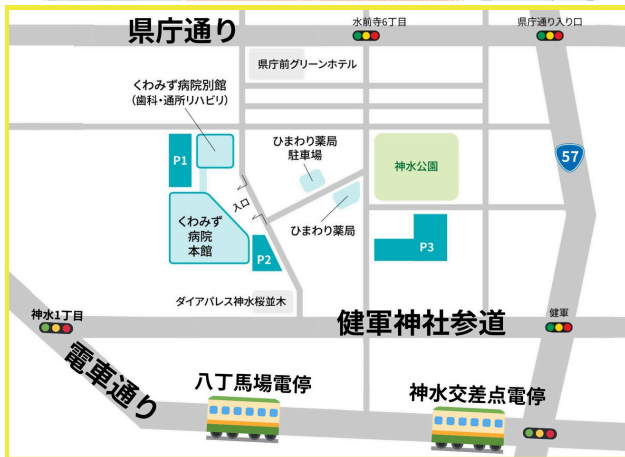 県庁通り
水前寺6丁目
県庁通り入り口
県庁前グリーンホテル
くわみず病院別館
(歯科・通所リハビリ)
ひまわり薬局
駐車場
P1
神水公園
57
入口
くわみず
病院
本館
ひまわり薬局
P2
P3
ダイアパレス神水桜並木
神水1丁目
健軍神社参道
健軍
電車通り
八丁馬場電停
神水交差点電停